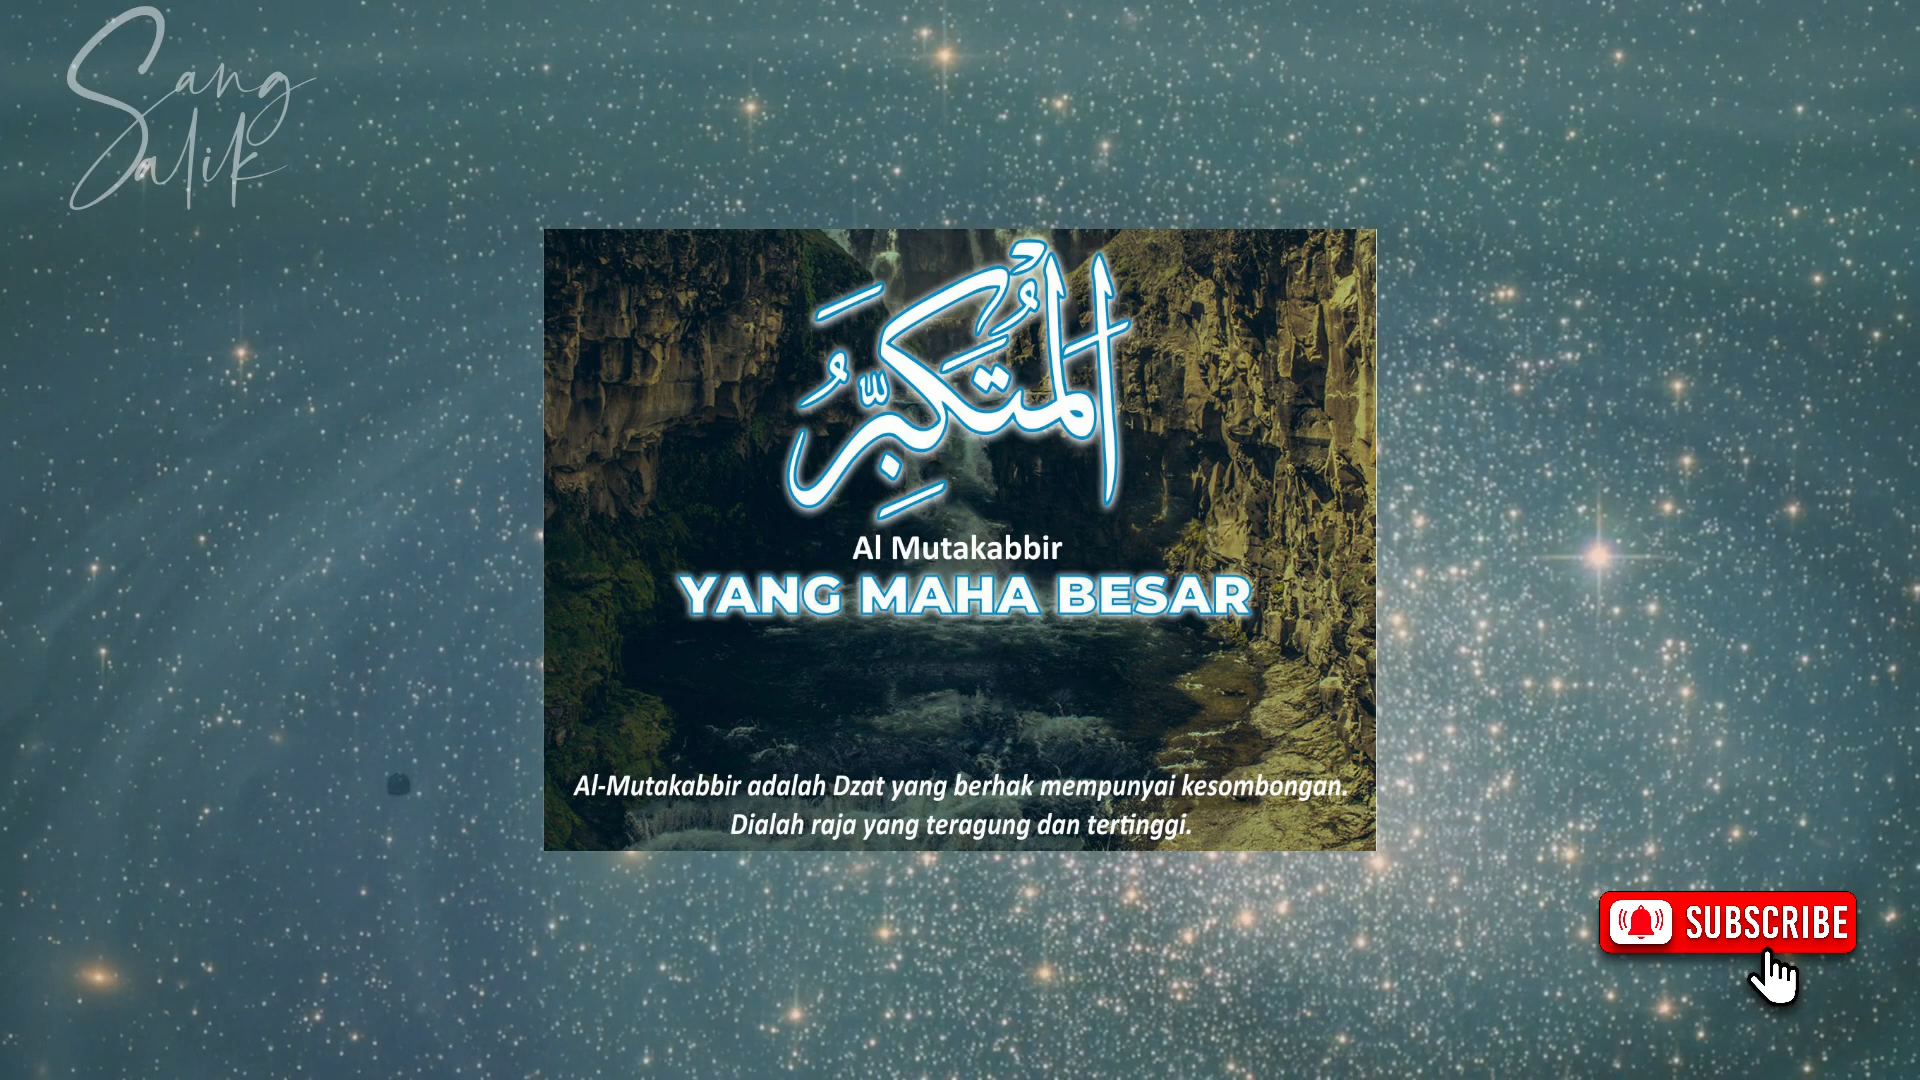 Sang
Salik
الْمُتَكَبِّرُ
Al Mutakabbir
YANG MAHA BESAR
Al-Mutakabbir adalah Dzat yang berhak mempunyai kesombongan.
Dialah raja yang teragung dan tertinggi.
SUBSCRIBE